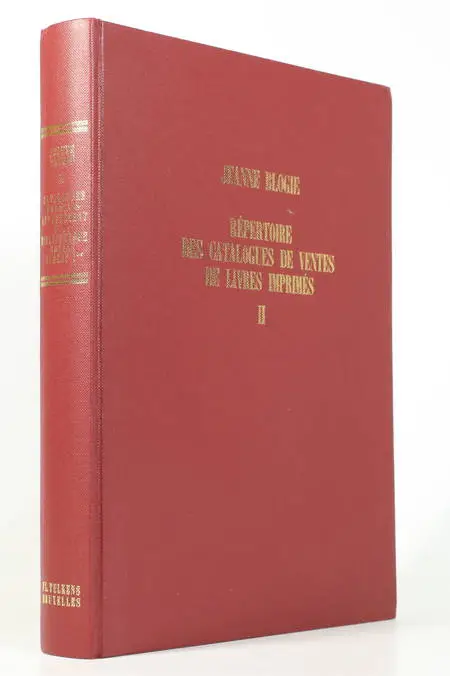 JEANNE BLOGIE
RÉPERTOIRE
DES CATALOGUES DE VENTES
DE LIVRES IMPRIMÉS
II
FL. TULKENS
BRUXELLES